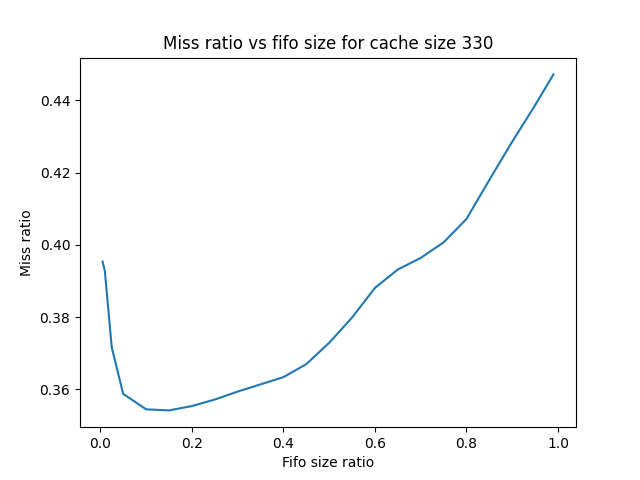 Miss ratio vs fifo size for cache size 330
Miss ratio
0.44
0.42
0.40
0.38
0.36
0.0 0.2 0.4 0.6 0.8 1.0
Fifo size ratio